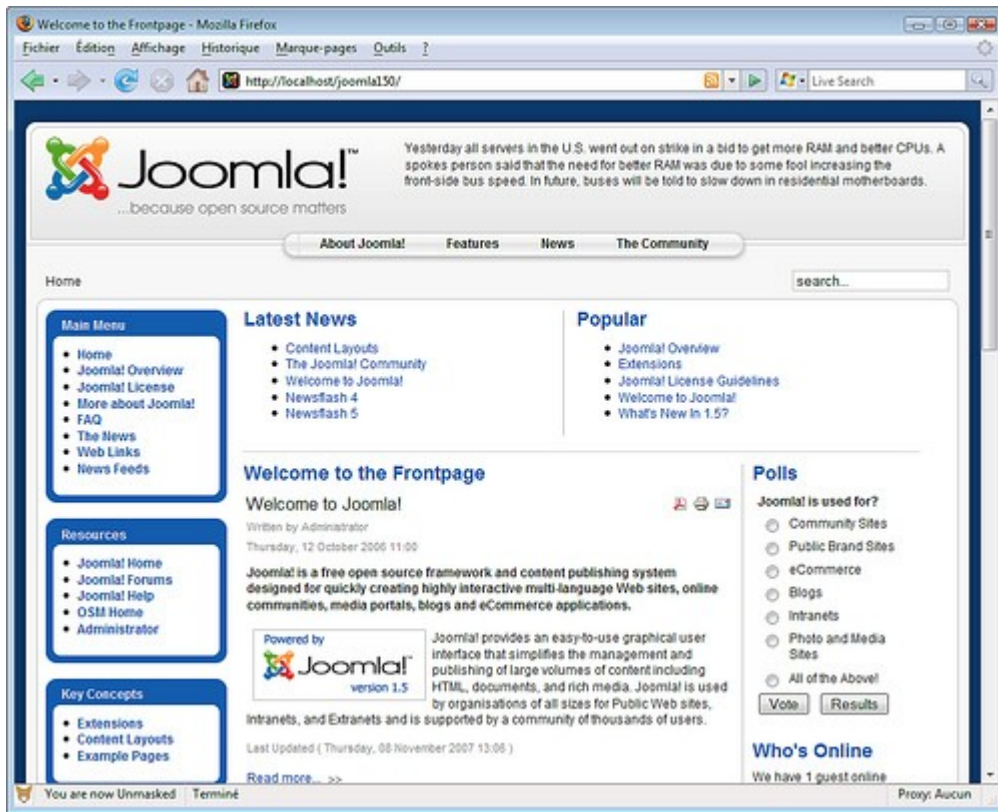 Welcome to the Frontpage - Mozilla Firefox
Fichier Édition Affichage Historique Marque-pages Outils ?
http://localhost/joomla150/
Live Search
Joomla!™
...because open source matters
Yesterday all servers in the U.S. went out on strike in a bid to get more RAM and better CPUs. A
spokes person said that the need for better RAM was due to some fool increasing the
front-side bus speed. In future, buses will be told to slow down in residential motherboards.
About Joomla! Features News The Community
Home
search...
Main Menu
Home
Joomla! Overview
Joomla! License
More about Joomla!
FAQ
The News
Web Links
News Feeds
Resources
Joomla! Home
Joomla! Forums
Joomla! Help
OSM Home
Administrator
Key Concepts
Extensions
Content Layouts
Example Pages
Latest News
Content Layouts
The Joomla! Community
Welcome to Joomla!
Newsflash 4
Newsflash 5
Popular
Joomla! Overview
Extensions
Joomla! License Guidelines
Welcome to Joomla!
What's New In 1.5?
Welcome to the Frontpage
Welcome to Joomla!
Written by Administrator
Thursday, 12 October 2006 11:00
Joomla! is a free open source framework and content publishing system
designed for quickly creating highly interactive multi-language Web sites, online
communities, media portals, blogs and eCommerce applications.
Powered by
Joomla!
version 1.5
Joomla! provides an easy-to-use graphical user
interface that simplifies the management and
publishing of large volumes of content including
HTML, documents, and rich media. Joomla! is used
by organisations of all sizes for Public Web sites,
Intranets, and Extranets and is supported by a community of thousands of users.
Last Updated ( Thursday, 08 November 2007 13:06 )
Read more... >>
Polls
Joomla! is used for?
Community Sites
Public Brand Sites
eCommerce
Blogs
Intranets
Photo and Media
Sites
All of the Above!
Vote Results
Who's Online
We have 1 guest online
You are now Unmasked Terminé
Proxy: Aucun